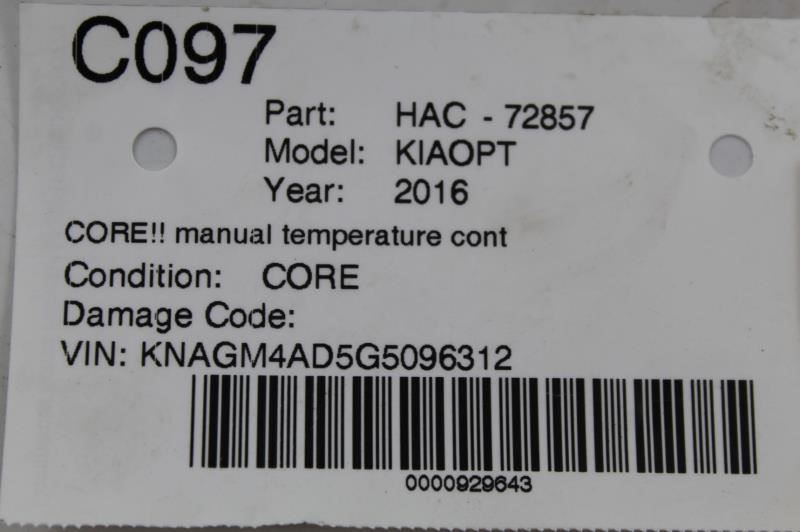 C097
Part: HAC - 72857
Model: KIAOPT
Year: 2016
CORE!! manual temperature cont
Condition: CORE
Damage Code:
VIN: KNAGM4AD5G5096312
0000929643